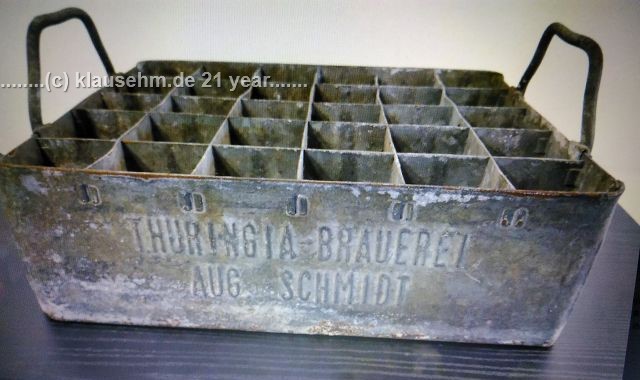 ........(c) klausehm.de 21 year.......
THURINGIA-BRAUEREI
AUG SCHMIDT